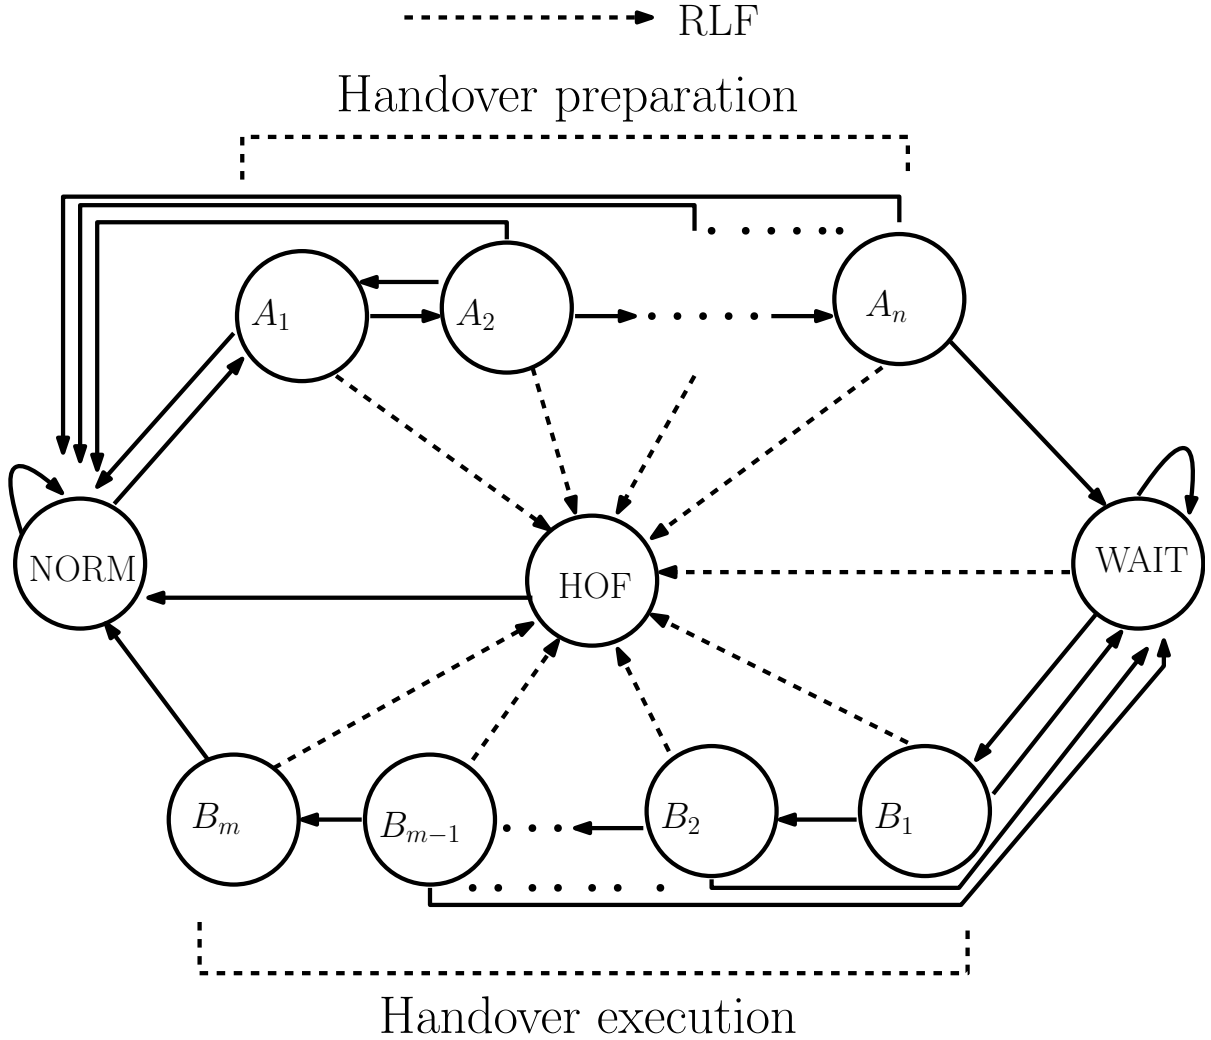 RLF
Handover preparation
A₁
A₂
Aₙ
NORM
HOF
WAIT
Bₘ
Bₘ₋₁
B₂
B₁
Handover execution